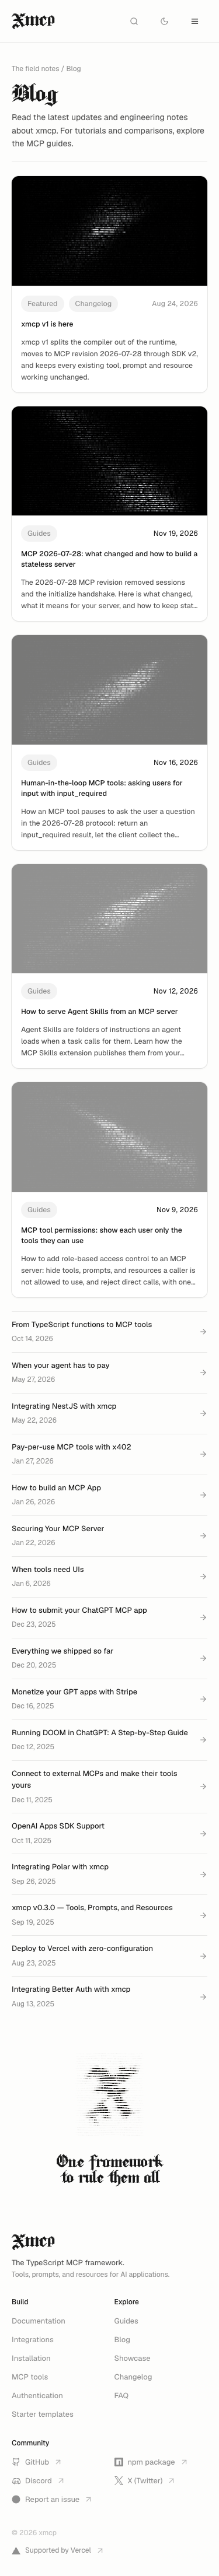 Xmcp
The field notes / Blog
Blog
Read the latest updates and engineering notes
about xmcp. For tutorials and comparisons, explore
the MCP guides.
Featured
Changelog
Aug 24, 2026
xmcp v1 is here
xmcp v1 splits the compiler out of the runtime,
moves to MCP revision 2026-07-28 through SDK v2,
and keeps every existing tool, prompt and resource
working unchanged.
Guides
Nov 19, 2026
MCP 2026-07-28: what changed and how to build a
stateless server
The 2026-07-28 MCP revision removed sessions
and the initialize handshake. Here is what changed,
what it means for your server, and how to keep stat...
Guides
Nov 16, 2026
Human-in-the-loop MCP tools: asking users for
input with input_required
How an MCP tool pauses to ask the user a question
in the 2026-07-28 protocol: return an
input_required result, let the client collect the...
Guides
Nov 12, 2026
How to serve Agent Skills from an MCP server
Agent Skills are folders of instructions an agent
loads when a task calls for them. Learn how the
MCP Skills extension publishes them from your...
Guides
Nov 9, 2026
MCP tool permissions: show each user only the
tools they can use
How to add role-based access control to an MCP
server: hide tools, prompts, and resources a caller is
not allowed to use, and reject direct calls, with one...
From TypeScript functions to MCP tools
Oct 14, 2026
When your agent has to pay
May 27, 2026
Integrating NestJS with xmcp
May 22, 2026
Pay-per-use MCP tools with x402
Jan 27, 2026
How to build an MCP App
Jan 26, 2026
Securing Your MCP Server
Jan 22, 2026
When tools need UIs
Jan 6, 2026
How to submit your ChatGPT MCP app
Dec 23, 2025
Everything we shipped so far
Dec 20, 2025
Monetize your GPT apps with Stripe
Dec 16, 2025
Running DOOM in ChatGPT: A Step-by-Step Guide
Dec 12, 2025
Connect to external MCPs and make their tools
yours
Dec 11, 2025
OpenAI Apps SDK Support
Oct 11, 2025
Integrating Polar with xmcp
Sep 26, 2025
xmcp v0.3.0 — Tools, Prompts, and Resources
Sep 19, 2025
Deploy to Vercel with zero-configuration
Aug 23, 2025
Integrating Better Auth with xmcp
Aug 13, 2025
One framework
to rule them all
Xmcp
The TypeScript MCP framework.
Tools, prompts, and resources for AI applications.
Build
Explore
Documentation
Guides
Integrations
Blog
Installation
Showcase
MCP tools
Changelog
Authentication
FAQ
Starter templates
Community
GitHub
npm package
Discord
X (Twitter)
Report an issue
© 2026 xmcp
Supported by Vercel